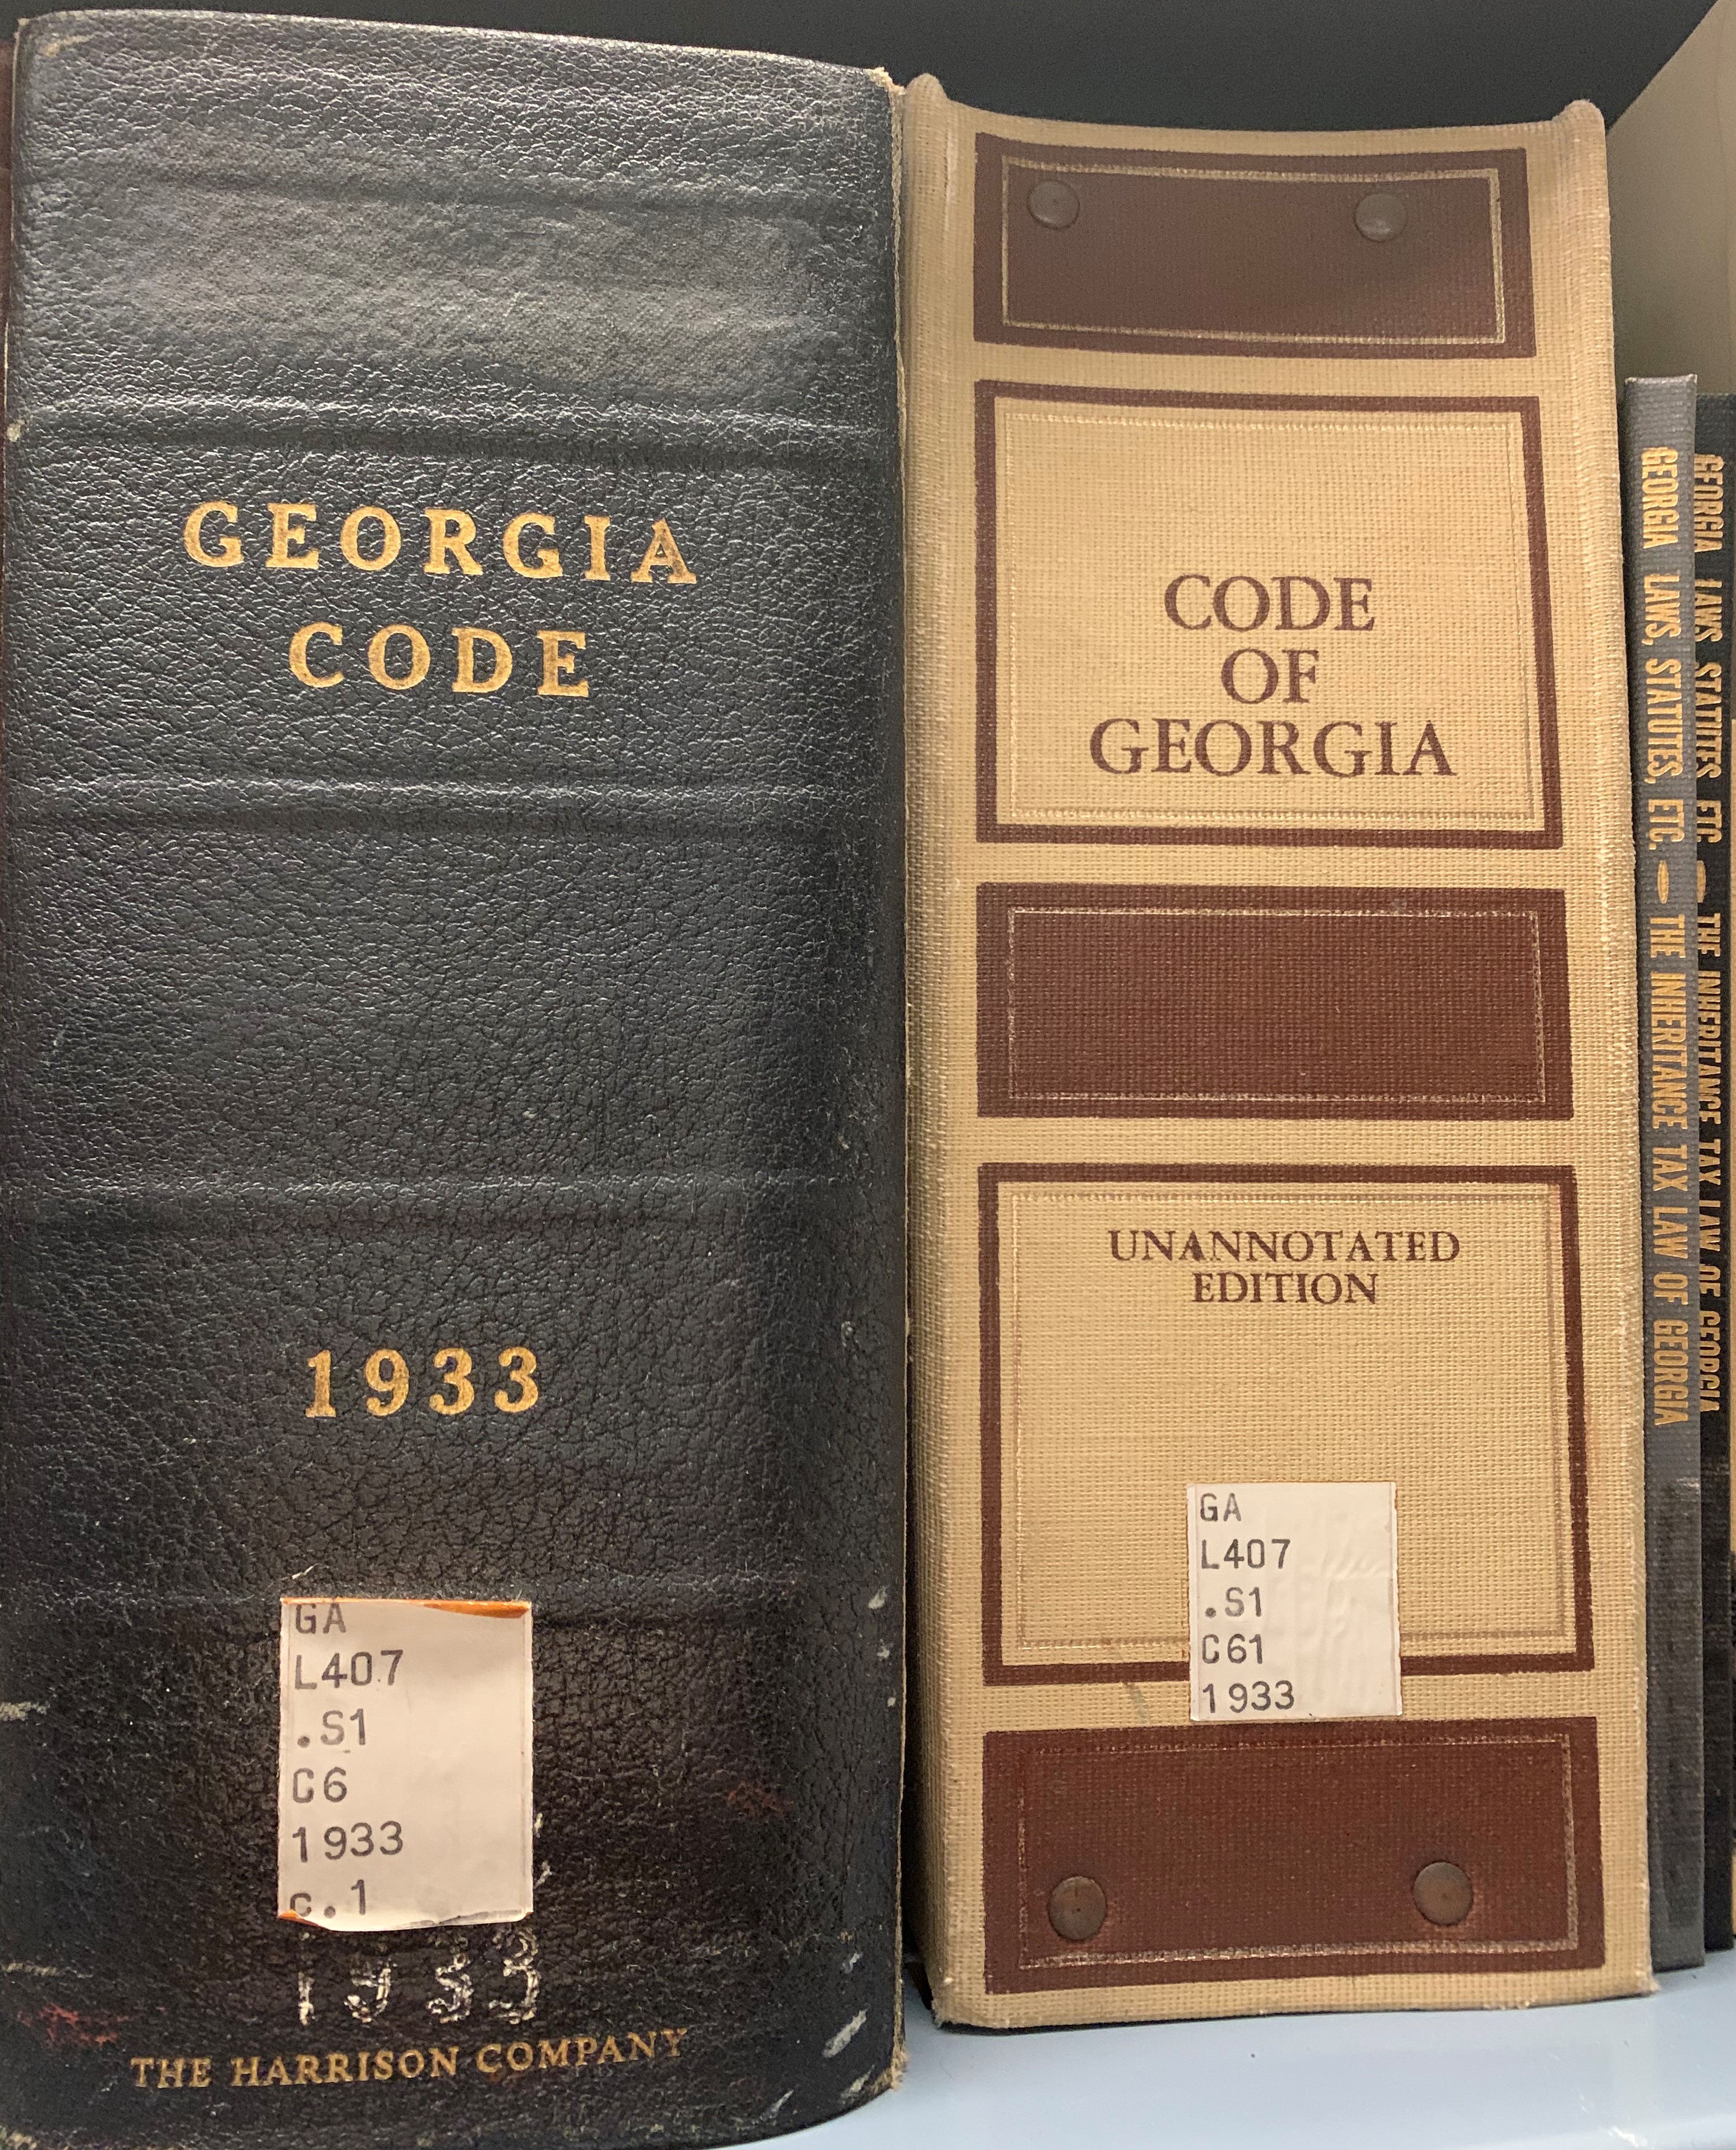 GEORGIA
CODE
1933
GA
L407
.S1
C6
1933
c.1
1933
THE HARRISON COMPANY
CODE
OF
GEORGIA
UNANNOTATED
EDITION
GA
L407
.S1
C61
1933
GEORGIA LAWS, STATUTES, ETC. — THE INHERITANCE TAX LAW OF GEORGIA
GEORGIA LAWS, STATUTES, ETC. — THE INHERITANCE TAX LAW OF GEORGIA